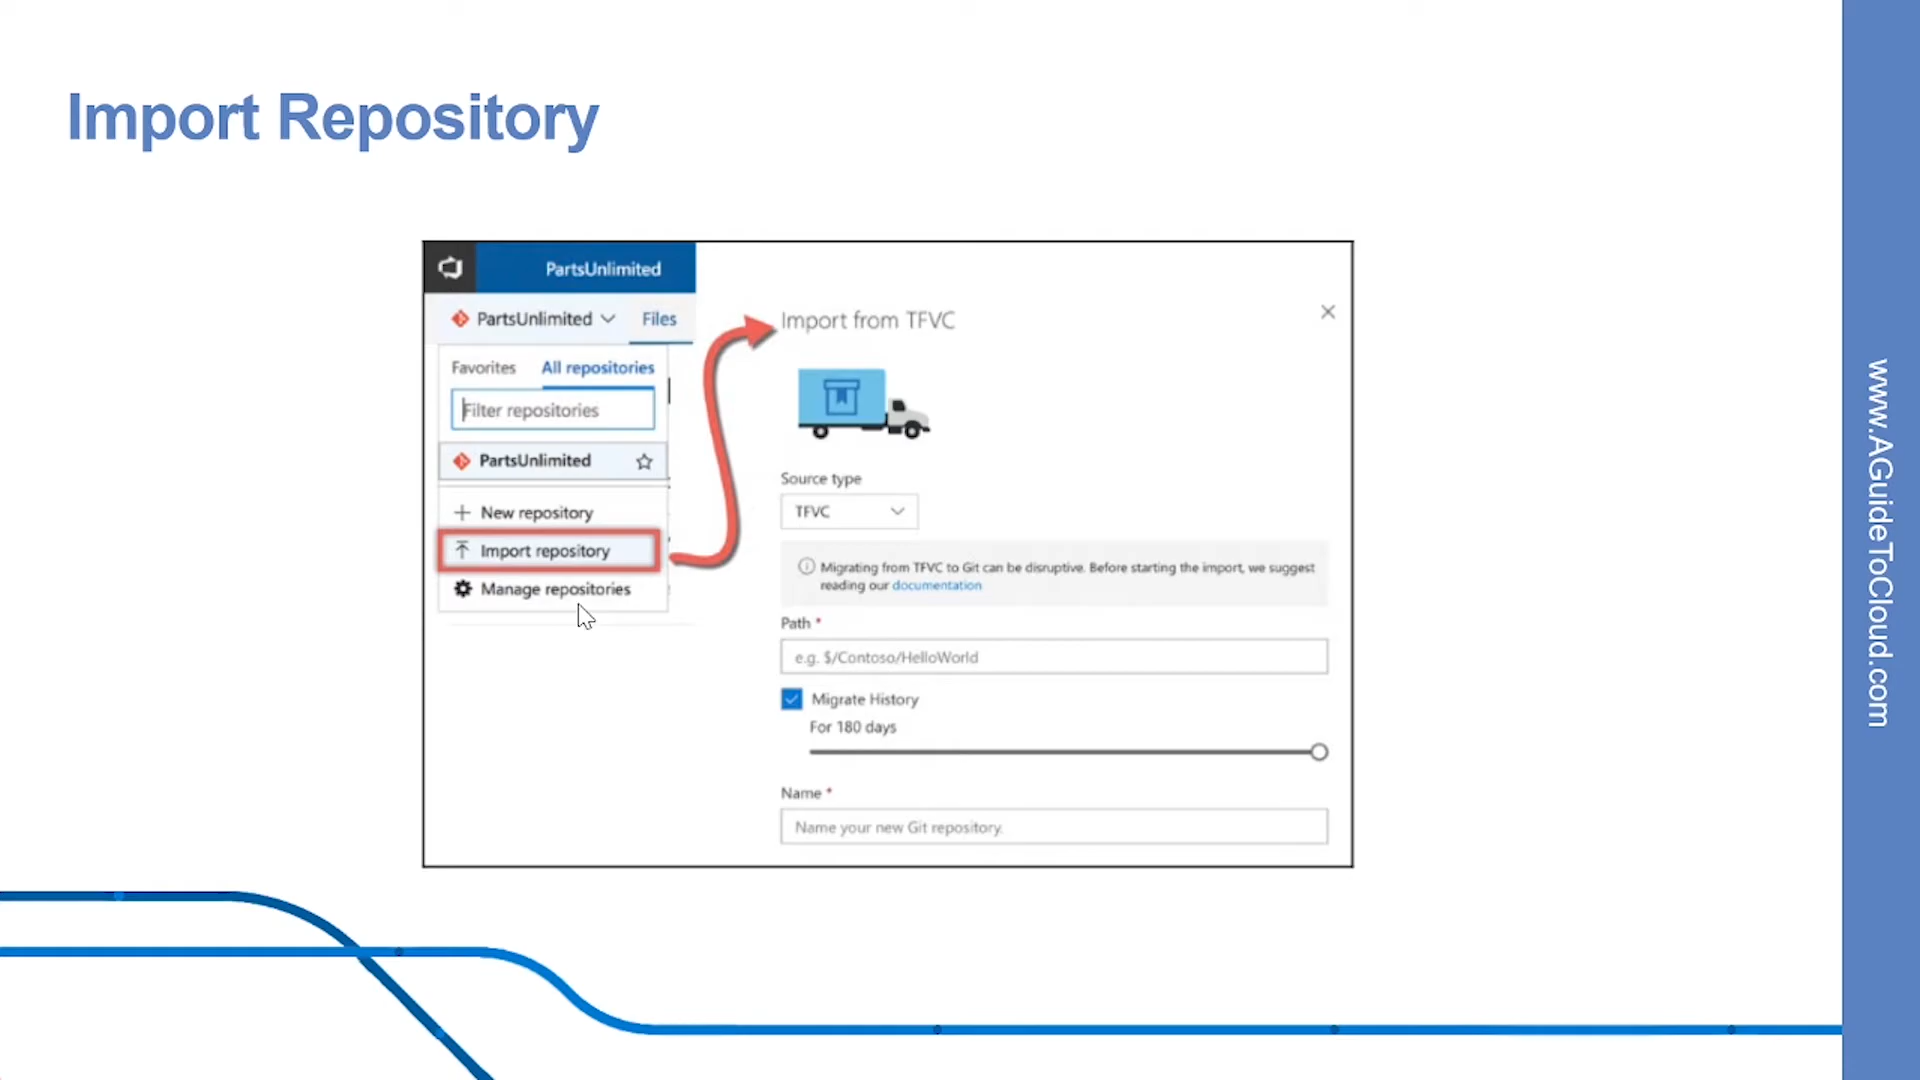 Import Repository
PartsUnlimited
PartsUnlimited Files
Favorites All repositories
Filter repositories
PartsUnlimited
New repository
Import repository
Manage repositories
Import from TFVC
Source type
TFVC
Migrating from TFVC to Git can be disruptive. Before starting the import, we suggest
reading our documentation
Path *
e.g. $/Contoso/HelloWorld
Migrate History
For 180 days
Name *
Name your new Git repository.
www.AGuideToCloud.com